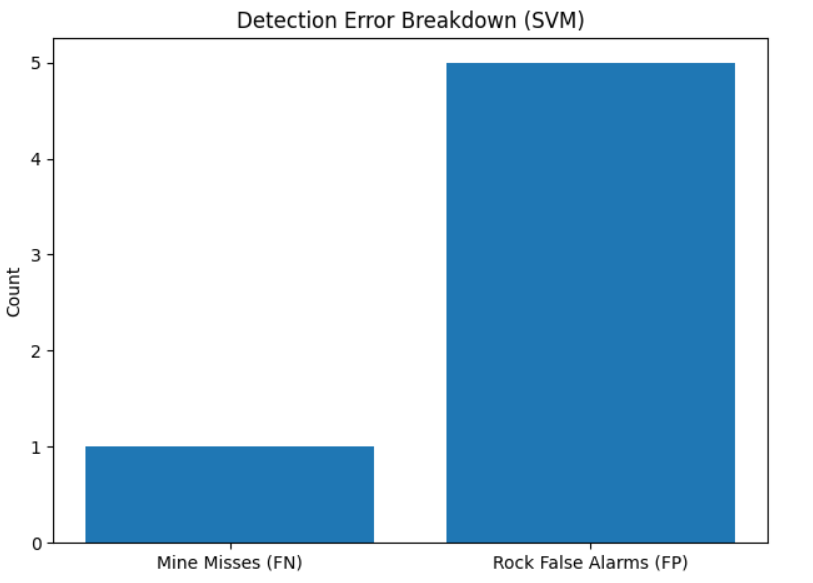 Detection Error Breakdown (SVM)
5
4
3
2
1
0
Count
Mine Misses (FN)
Rock False Alarms (FP)